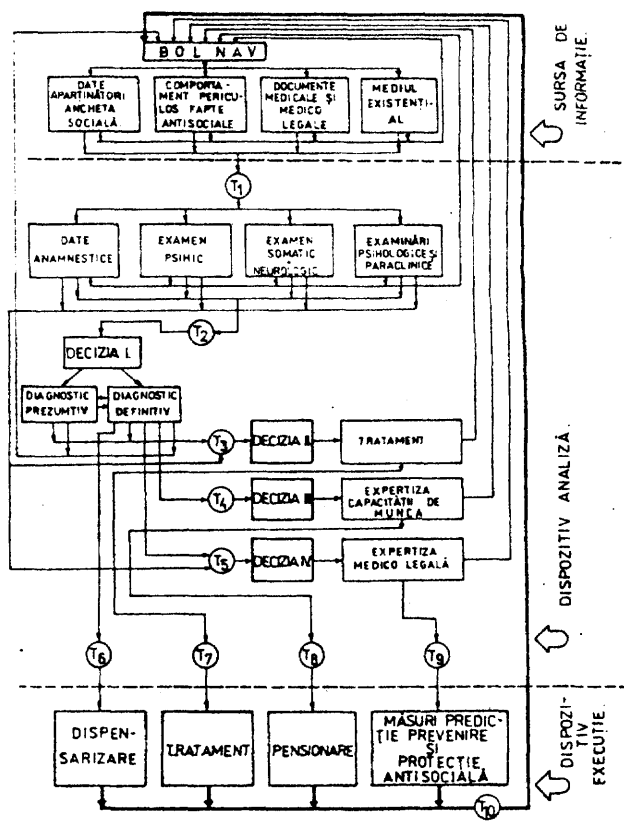 BOLNAV
DATE
APARTINĂTORI
ANCHETA
SOCIALĂ
COMPORTA-
MENT PERICU-
LOS FAPTE
ANTISOCIALE
DOCUMENTE
MEDICALE ȘI
MEDICO
LEGALE
MEDIUL
EXISTENȚI-
AL
SURSA DE
INFORMAȚIE.
T1
DATE
ANAMNESTICE
EXAMEN
PSIHIC
EXAMEN
SOMATIC
NEUROLOGIC
EXAMINĂRI
PSIHOLOGICE ȘI
PARACLINICE
T2
DECIZIA I.
DIAGNOSTIC
PREZUMTIV
DIAGNOSTIC
DEFINITIV
T3
DECIZIA II.
TRATAMENT
T4
DECIZIA III
EXPERTIZA
CAPACITĂȚII DE
MUNCA
T5
DECIZIA IV
EXPERTIZA
MEDICO LEGALĂ
DISPOZITIV ANALIZĂ.
T6
T7
T8
T9
DISPEN-
SARIZARE
TRATAMENT
PENSIONARE
MĂSURI PREDIC-
ȚIE PREVENIRE
ȘI
PROTECȚIE
ANTISOCIALĂ
DISPOZI-
TIV
EXECUȚIE.
T10